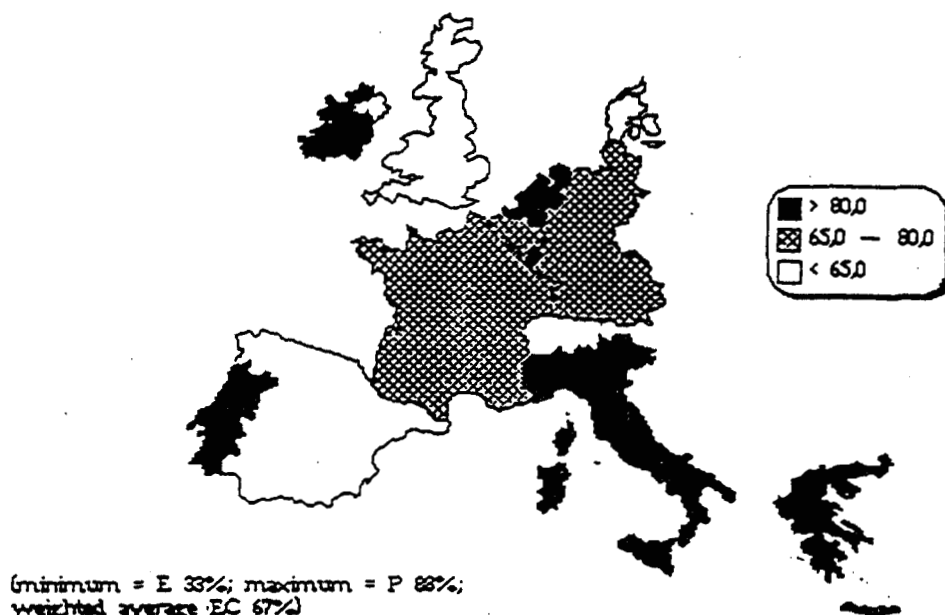 > 80,0
65,0 — 80,0
< 65,0
(minimum = E 33%; maximum = P 88%;
weighted average EC 67%)